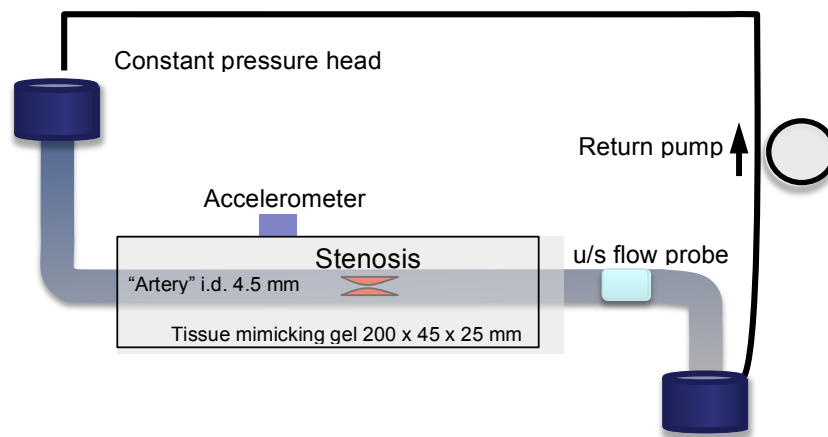 Constant pressure head
Return pump
Accelerometer
Stenosis
u/s flow probe
“Artery” i.d. 4.5 mm
Tissue mimicking gel 200 x 45 x 25 mm